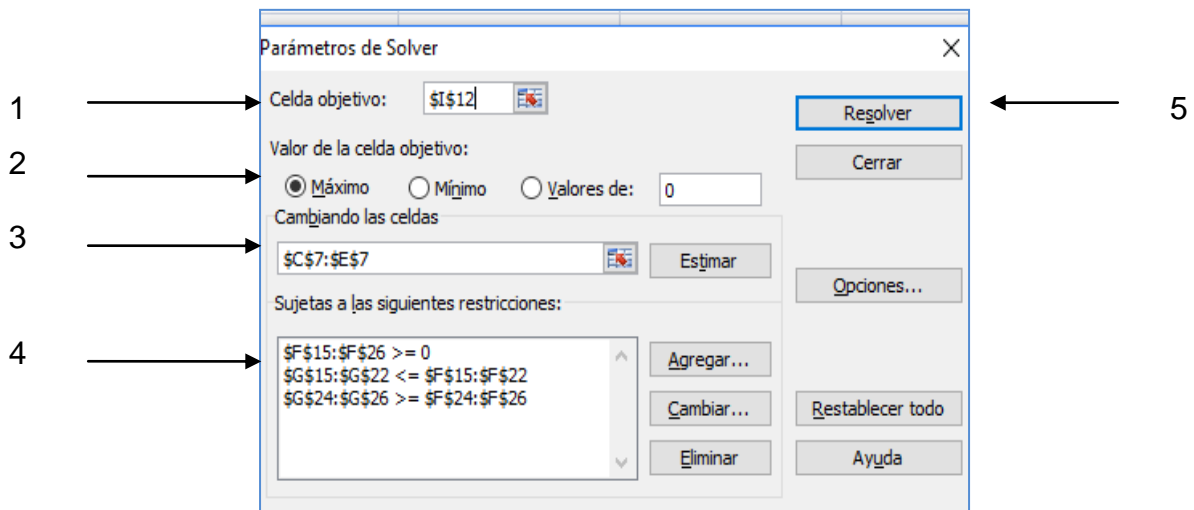 Parámetros de Solver
1
Celda objetivo: $I$12
Resolver
5
2
Valor de la celda objetivo:
Cerrar
Máximo Mínimo Valores de: 0
3
Cambiando las celdas
$C$7:$E$7 Estimar
Opciones...
Sujetas a las siguientes restricciones:
4
$F$15:$F$26 >= 0
$G$15:$G$22 <= $F$15:$F$22
$G$24:$G$26 >= $F$24:$F$26
Agregar...
Cambiar... Restablecer todo
Eliminar Ayuda